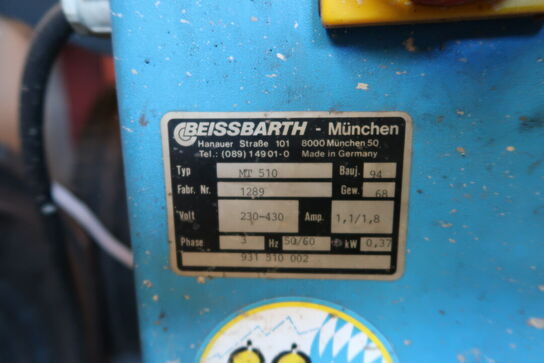 BEISSBARTH - München
Hanauer Straße 101 8000 München 50
Tel.: (089) 14901-0 Made in Germany
Typ MT 510 Bauj. 94
Fabr. Nr. 1289 Gew. 68
Volt 230-430 Amp. 1,1/1,8
Phase 3 Hz 50/60 kW 0,37
931 510 002